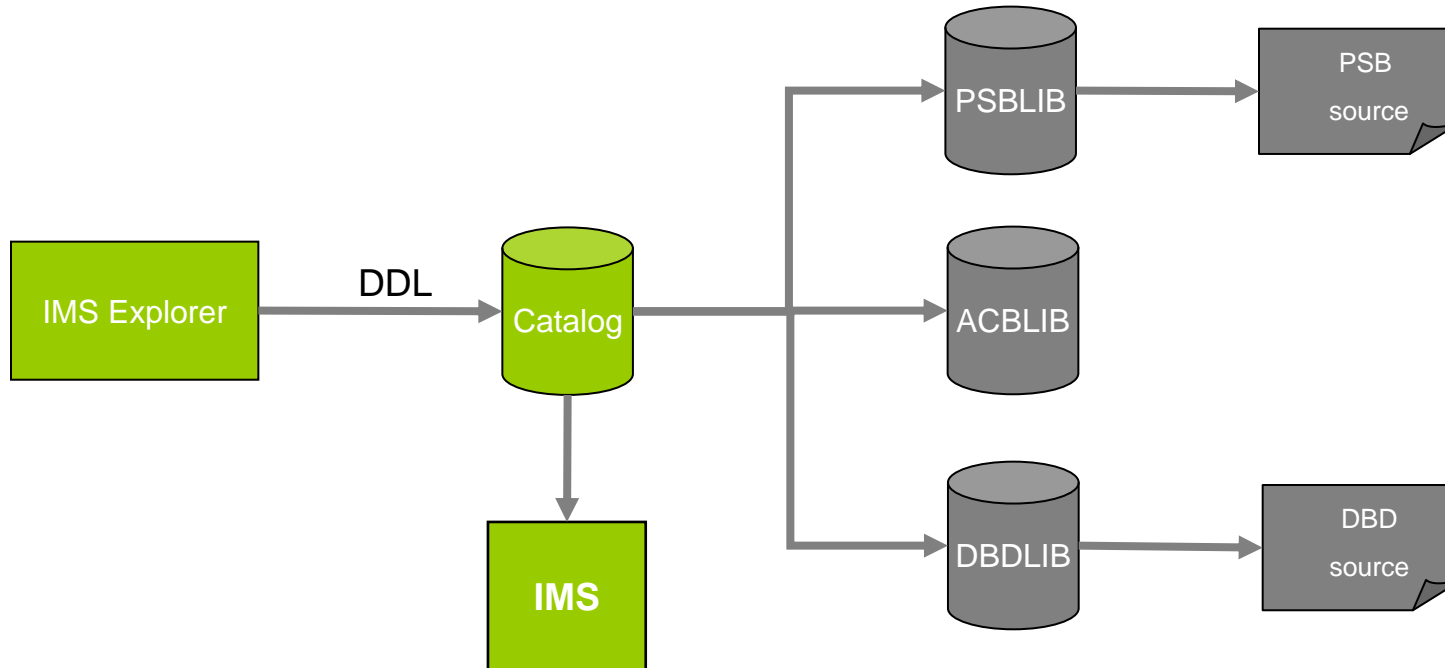 PSB
source
PSBLIB
DDL
IMS Explorer
Catalog
ACBLIB
DBD
source
DBDLIB
IMS